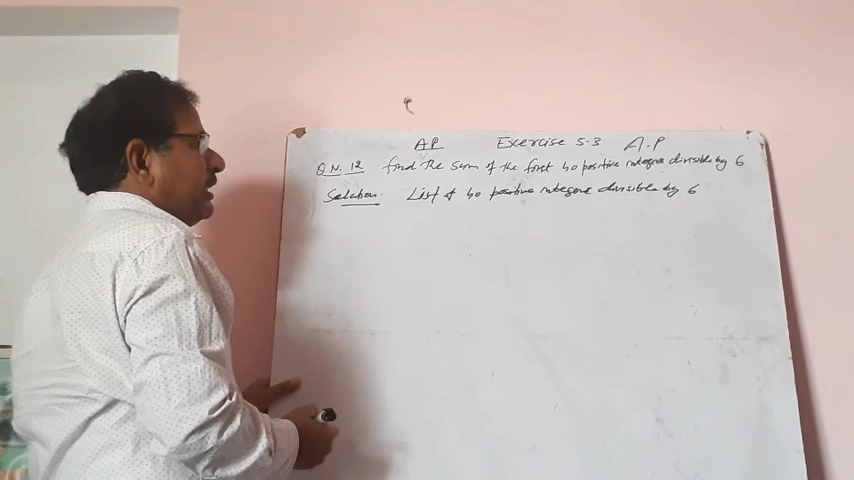 AP Exercise 5.3 A.P
Q N. 12 find the sum of the first 40 positive integers divisible by 6
Solution. List of 40 positive integers divisible by 6